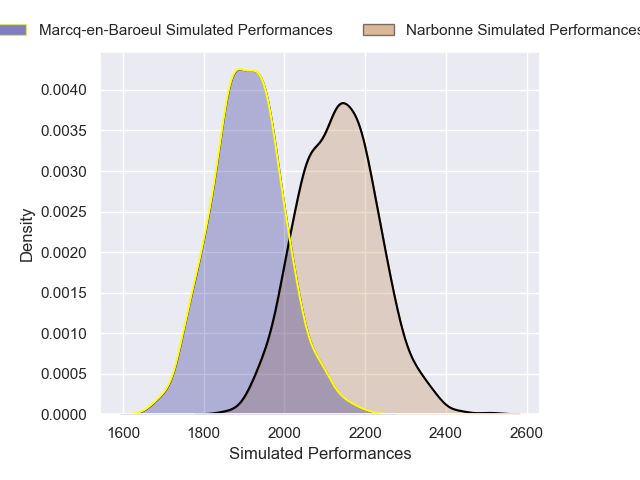 Marcq-en-Baroeul Simulated Performances Narbonne Simulated Performances
0.0040
0.0035
0.0030
0.0025
0.0020
0.0015
0.0010
0.0005
0.0000
Density
1600 1800 2000 2200 2400 2600
Simulated Performances